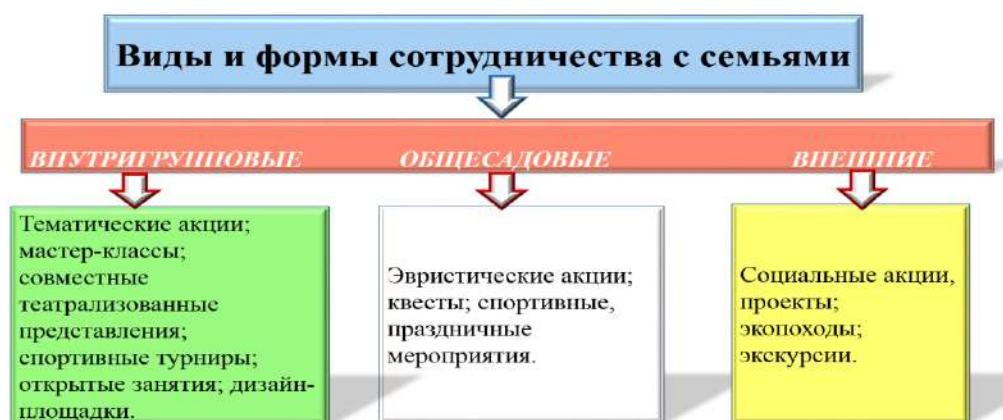 Виды и формы сотрудничества с семьями
ВНУТРИГРУППОВЫЕ ОБЩЕСАДОВЫЕ ВНЕШНИЕ
Тематические акции;
мастер-классы;
совместные
театрализованные
представления;
спортивные турниры;
открытые занятия; дизайн-
площадки.
Эвристические акции;
квесты; спортивные,
праздничные
мероприятия.
Социальные акции,
проекты;
экопоходы;
экскурсии.